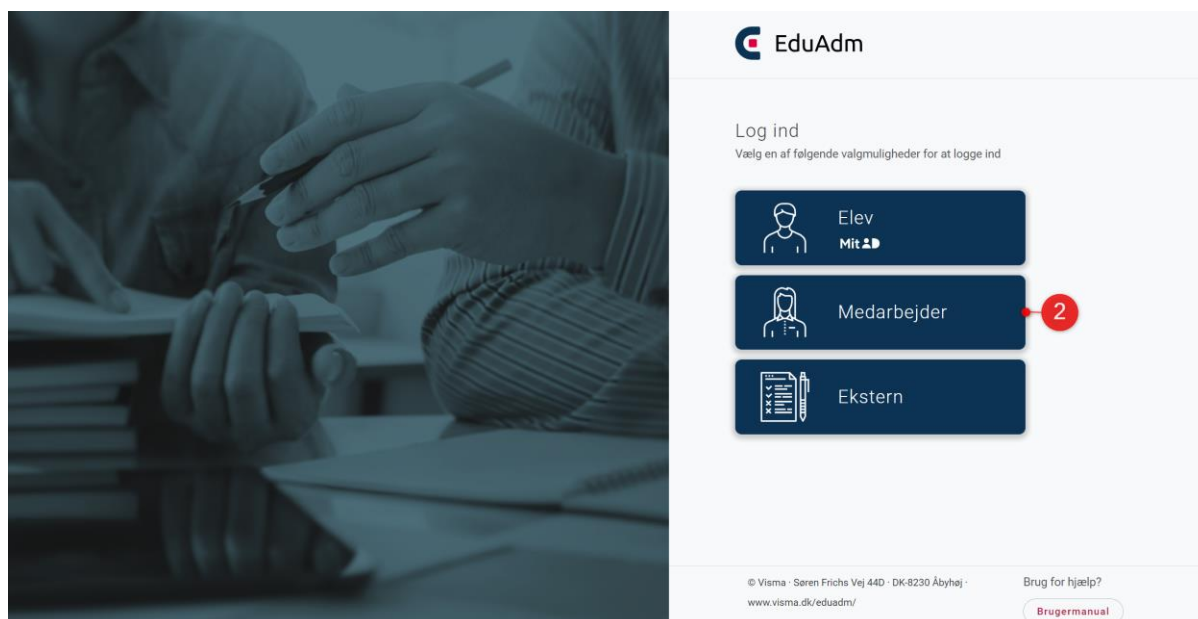 EduAdm
Log ind
Vælg en af følgende valgmuligheder for at logge ind
Elev
Mit
Medarbejder
2
Ekstern
© Visma · Søren Frichs Vej 44D · DK-8230 Åbyhøj ·
www.visma.dk/eduadm/
Brug for hjælp?
Brugermanual